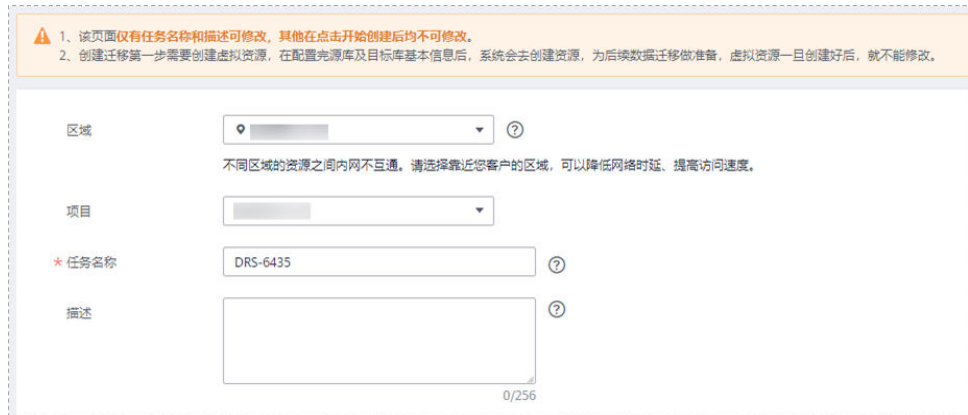 1、该页面仅有任务名称和描述可修改，其他在点击开始创建后均不可修改。
2、创建迁移第一步需要创建虚拟资源，在配置完源库及目标库基本信息后，系统会去创建资源，为后续数据迁移做准备，虚拟资源一旦创建好后，就不能修改。
区域
不同区域的资源之间内网不互通。请选择靠近您客户的区域，可以降低网络时延、提高访问速度。
项目
* 任务名称 DRS-6435
描述
0/256